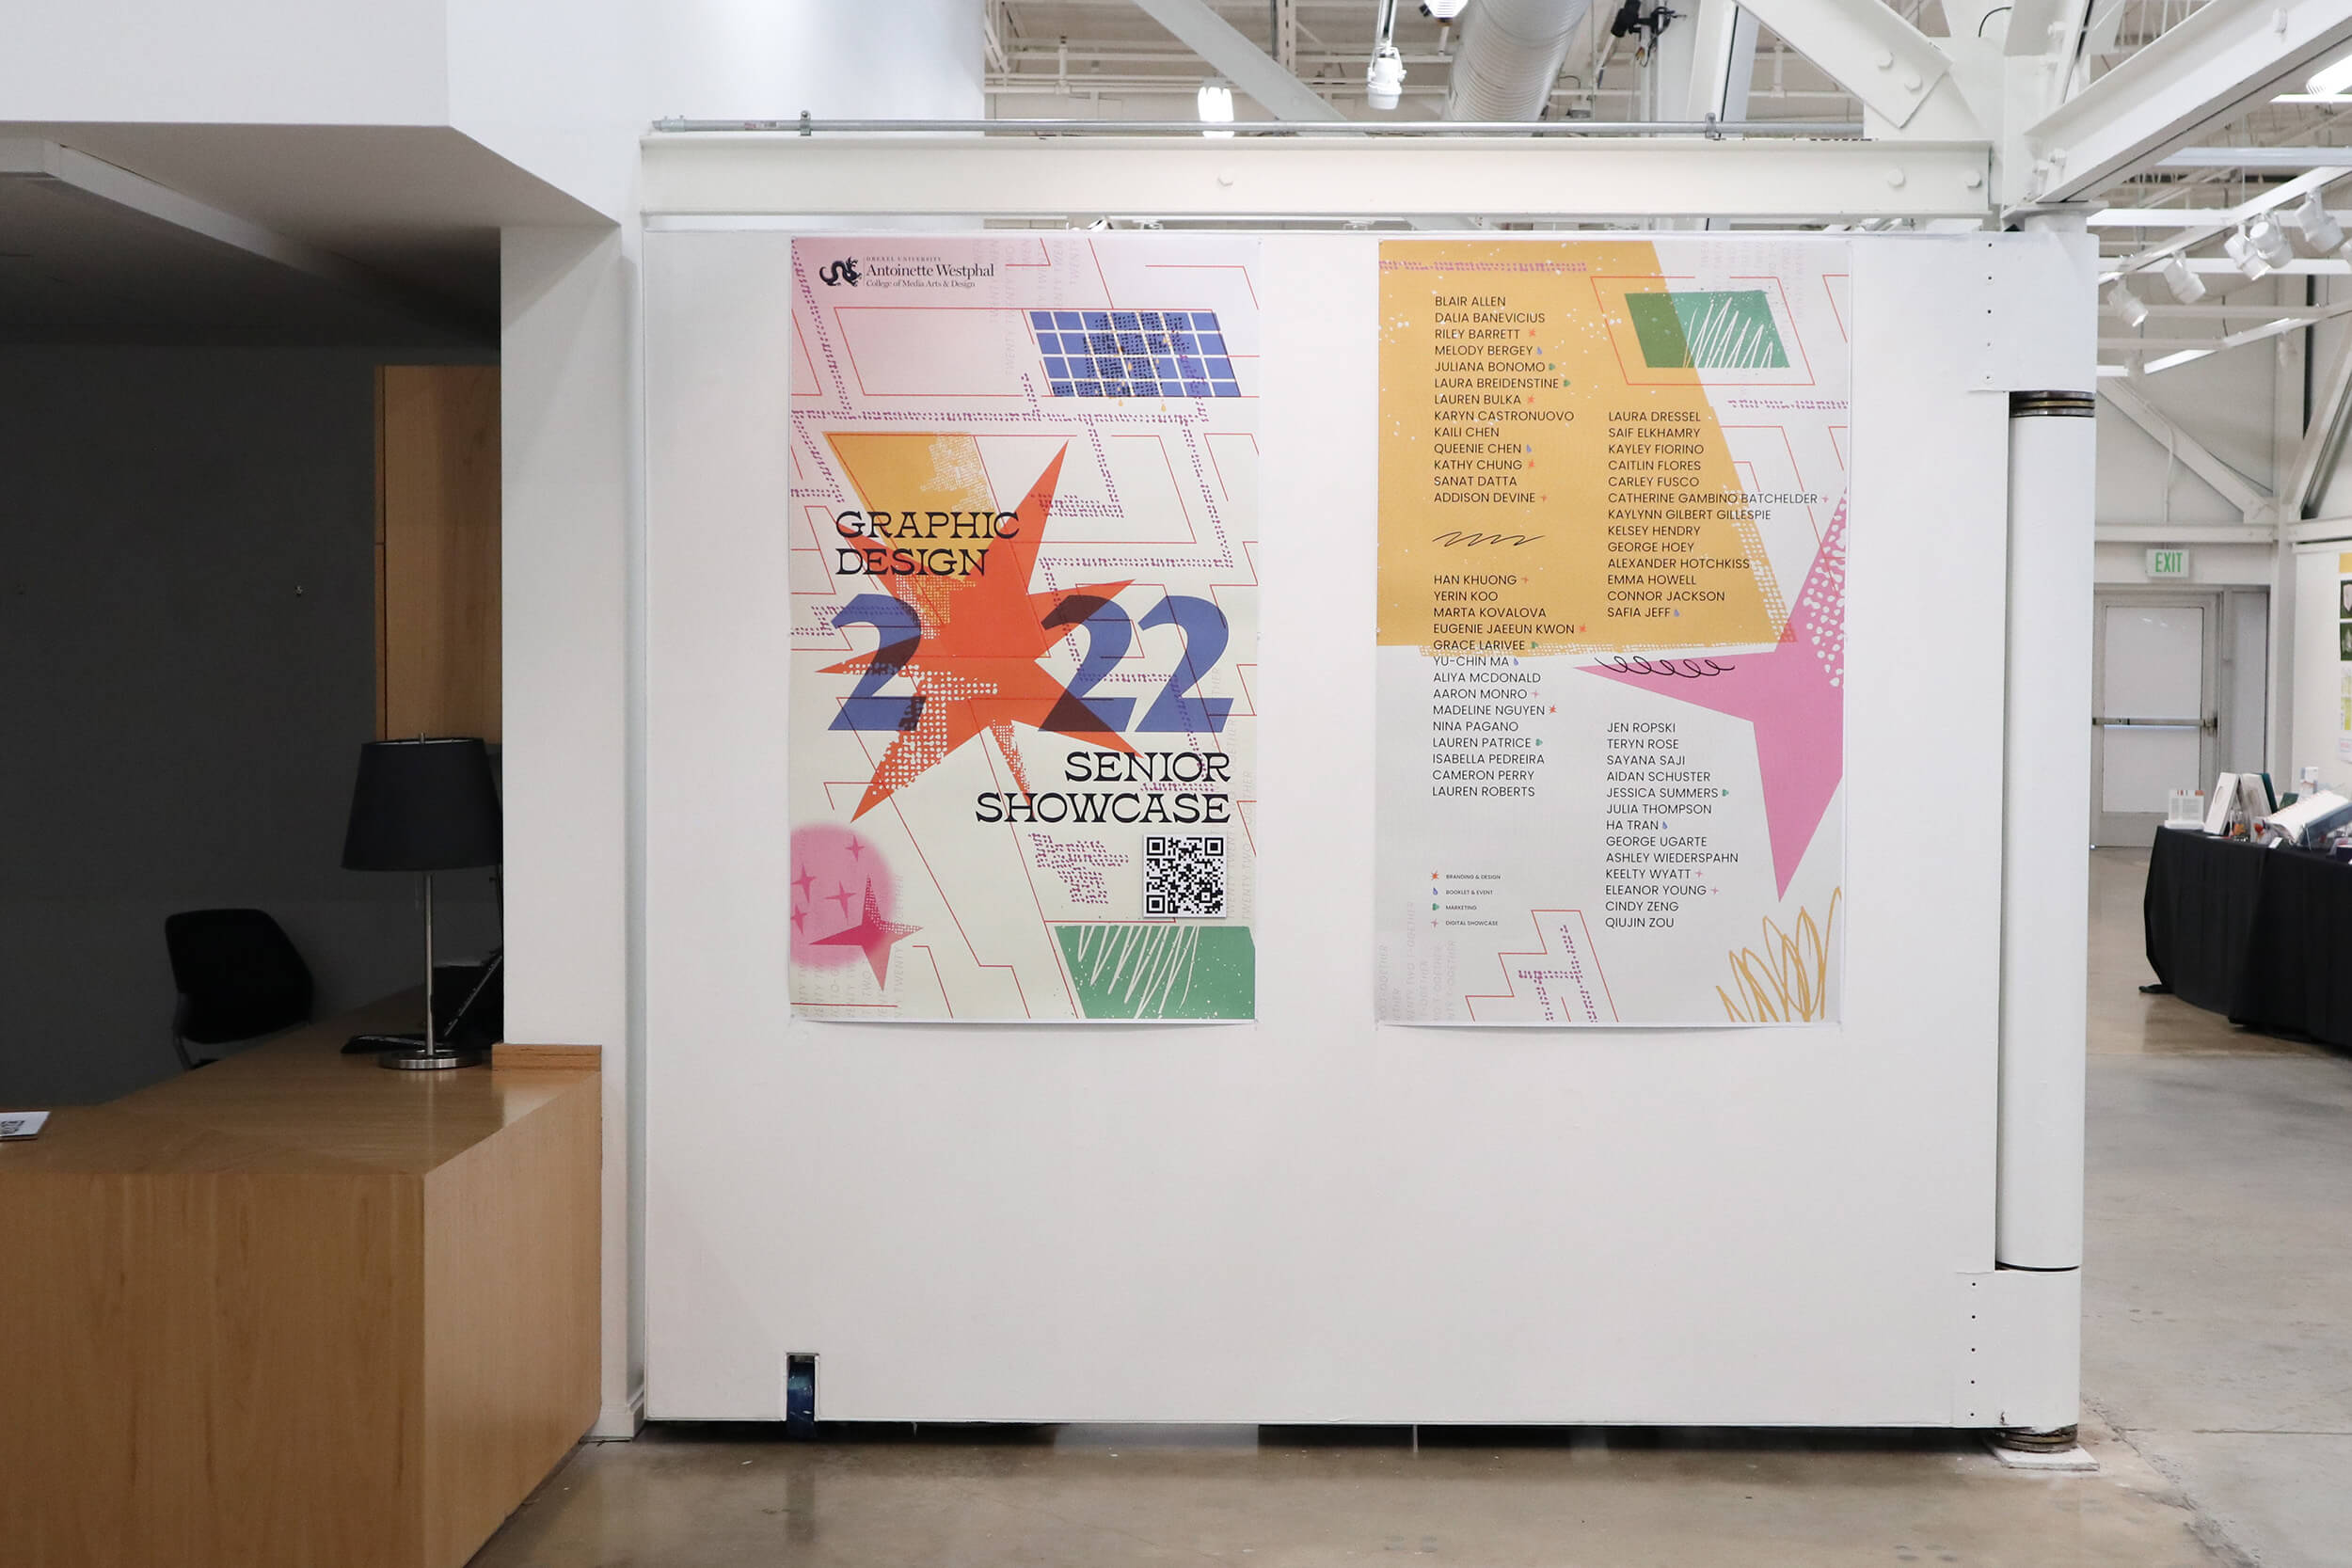 DREXEL UNIVERSITY
Antoinette Westphal
College of Media Arts & Design
GRAPHIC
DESIGN
2 22
SENIOR
SHOWCASE
BLAIR ALLEN
DALIA BANEVICIUS
RILEY BARRETT
MELODY BERGEY
JULIANA BONOMO
LAURA BREIDENSTINE
LAUREN BULKA
KARYN CASTRONUOVO
KAILI CHEN
QUEENIE CHEN
KATHY CHUNG
SANAT DATTA
ADDISON DEVINE
LAURA DRESSEL
SAIF ELKHAMRY
KAYLEY FIORINO
CAITLIN FLORES
CARLEY FUSCO
CATHERINE GAMBINO BATCHELDER
KAYLYNN GILBERT GILLESPIE
KELSEY HENDRY
GEORGE HOEY
ALEXANDER HOTCHKISS
EMMA HOWELL
CONNOR JACKSON
SAFIA JEFF
HAN KHUONG
YERIN KOO
MARTA KOVALOVA
EUGENIE JAEEUN KWON
GRACE LARIVEE
YU-CHIN MA
ALIYA MCDONALD
AARON MONRO
MADELINE NGUYEN
NINA PAGANO
LAUREN PATRICE
ISABELLA PEDREIRA
CAMERON PERRY
LAUREN ROBERTS
JEN ROPSKI
TERYN ROSE
SAYANA SAJI
AIDAN SCHUSTER
JESSICA SUMMERS
JULIA THOMPSON
HA TRAN
GEORGE UGARTE
ASHLEY WIEDERSPAHN
KEELTY WYATT
ELEANOR YOUNG
CINDY ZENG
QIUJIN ZOU
BRANDING & DESIGN
BOOKLET & EVENT
MARKETING
DIGITAL SHOWCASE
EXIT